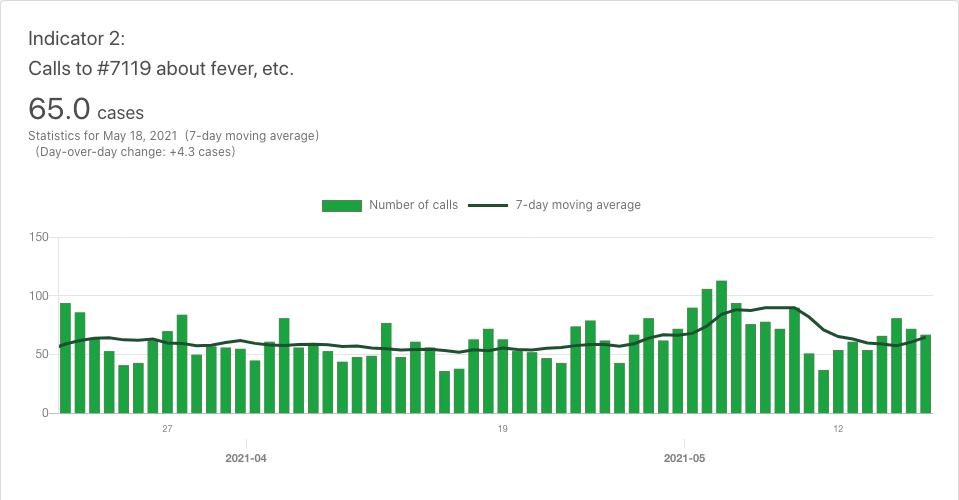 Indicator 2:
Calls to #7119 about fever, etc.
65.0 cases
Statistics for May 18, 2021 (7-day moving average)
(Day-over-day change: +4.3 cases)
Number of calls 7-day moving average
150
100
50
0
27 19 12
2021-04 2021-05